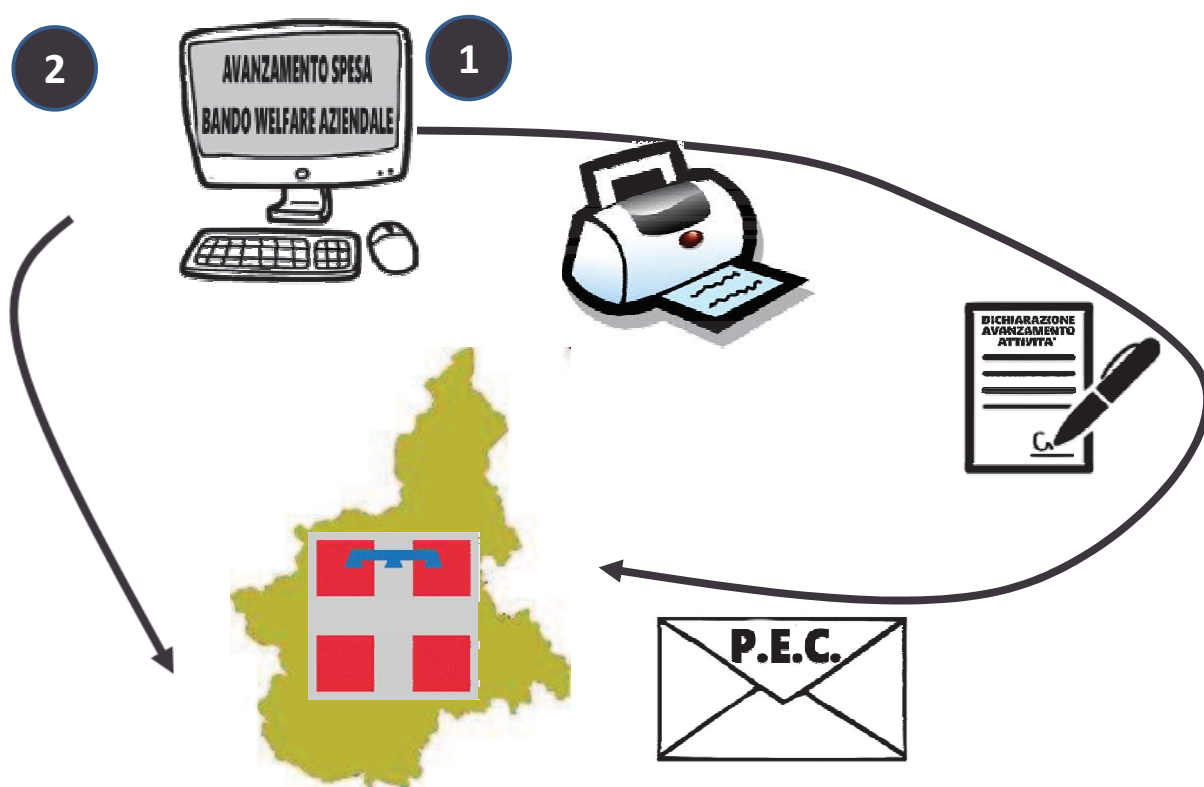 2
1
AVANZAMENTO SPESA
BANDO WELFARE AZIENDALE
DICHIARAZIONE
AVANZAMENTO
ATTIVITA'
P.E.C.